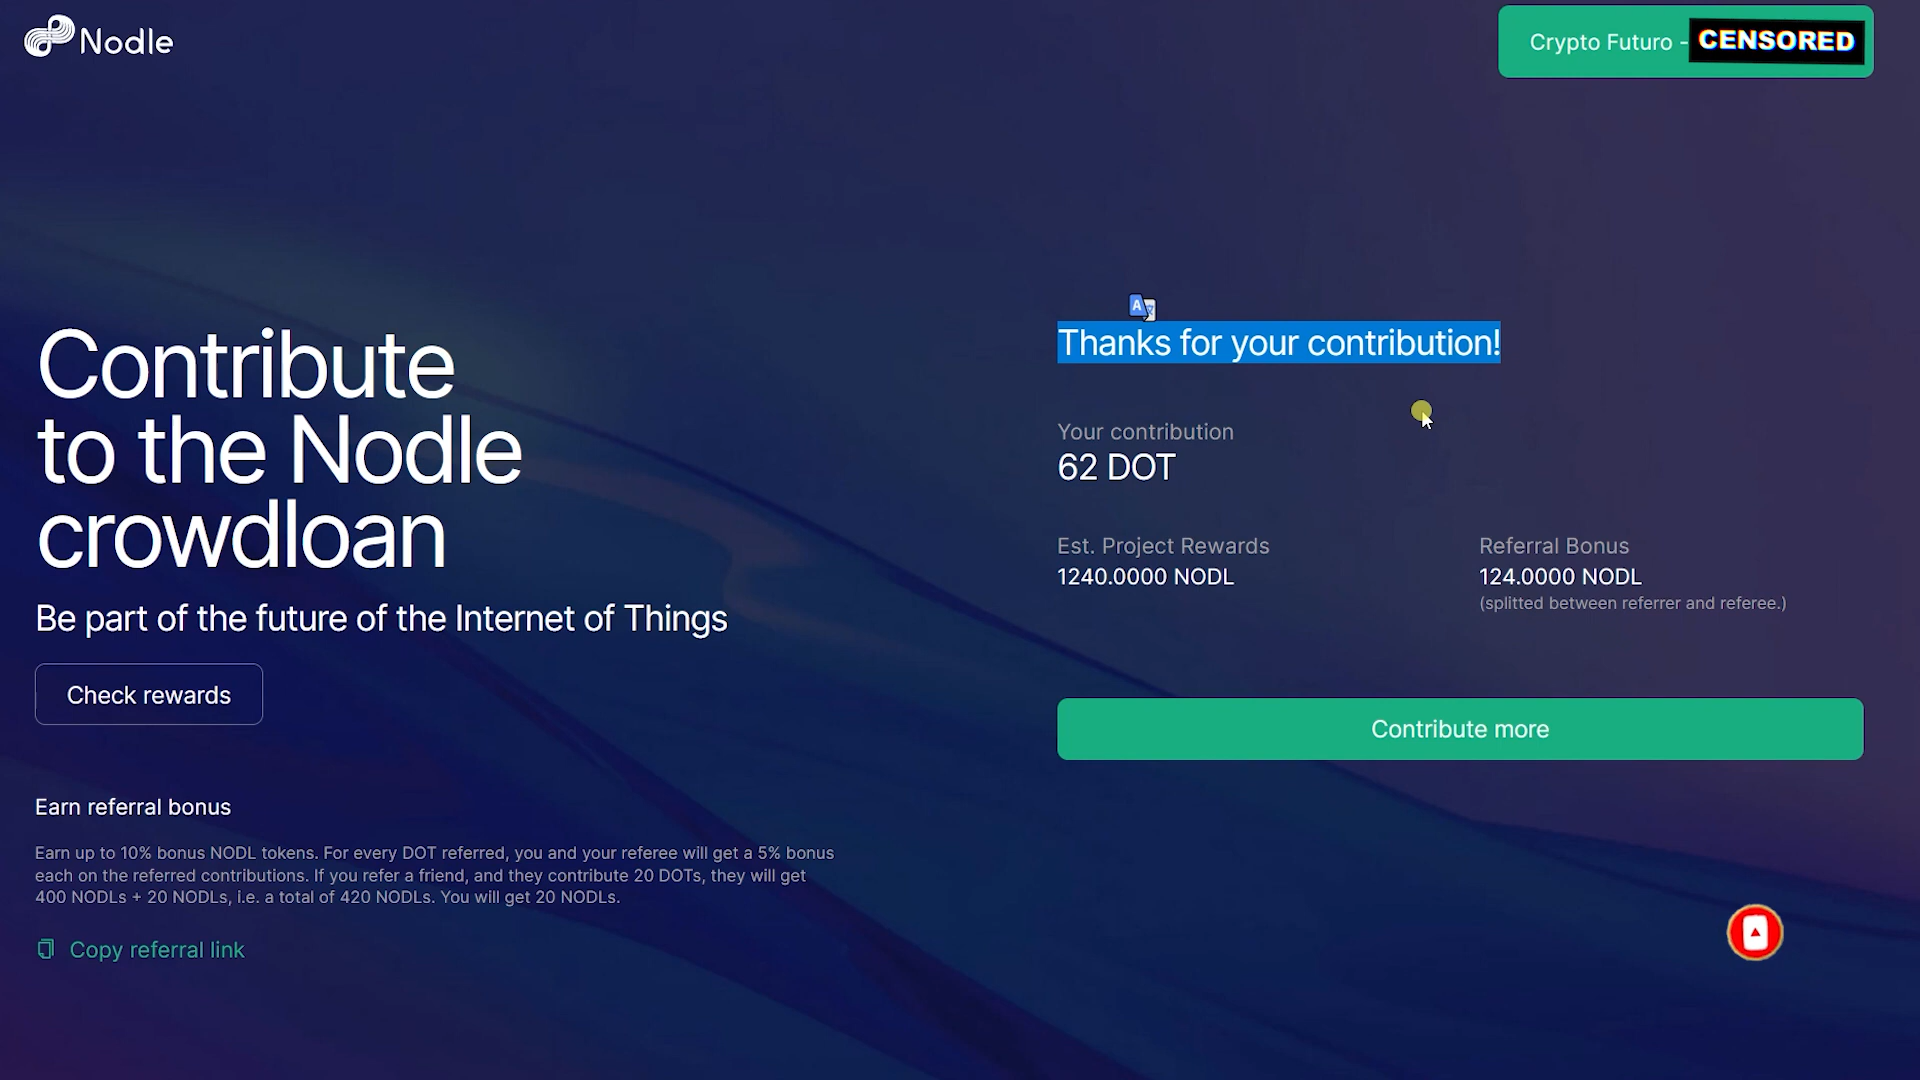 Nodle
Crypto Futuro - CENSORED
Contribute
to the Nodle
crowdloan
Be part of the future of the Internet of Things
Check rewards
Earn referral bonus
Earn up to 10% bonus NODL tokens. For every DOT referred, you and your referee will get a 5% bonus
each on the referred contributions. If you refer a friend, and they contribute 20 DOTs, they will get
400 NODLs + 20 NODLs, i.e. a total of 420 NODLs. You will get 20 NODLs.
Copy referral link
Thanks for your contribution!
Your contribution
62 DOT
Est. Project Rewards
1240.0000 NODL
Referral Bonus
124.0000 NODL
(splitted between referrer and referee.)
Contribute more